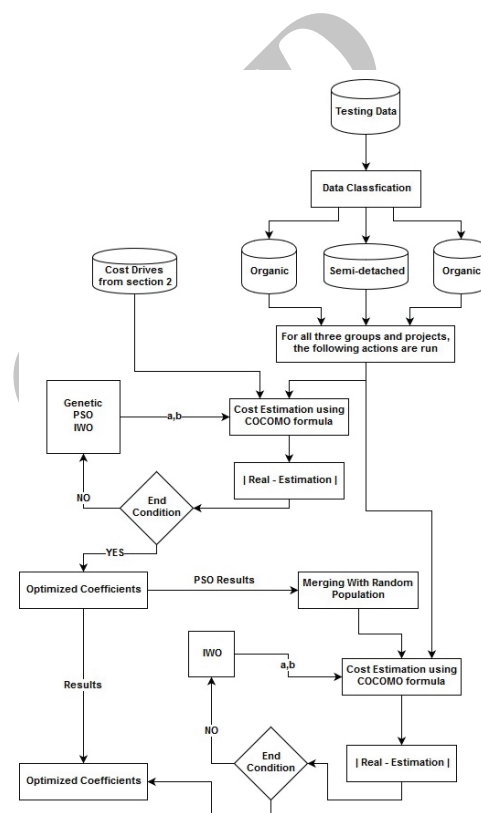 Testing Data
Data Classfication
Organic
Semi-detached
Organic
Cost Drives
from section 2
For all three groups and projects,
the following actions are run
Genetic
PSO
IWO
a,b
Cost Estimation using
COCOMO formula
| Real - Estimation |
NO
End
Condition
YES
Optimized Coefficients
PSO Results
Merging With Random
Population
IWO
a,b
Cost Estimation using
COCOMO formula
Results
NO
End
Condition
| Real - Estimation |
Optimized Coefficients